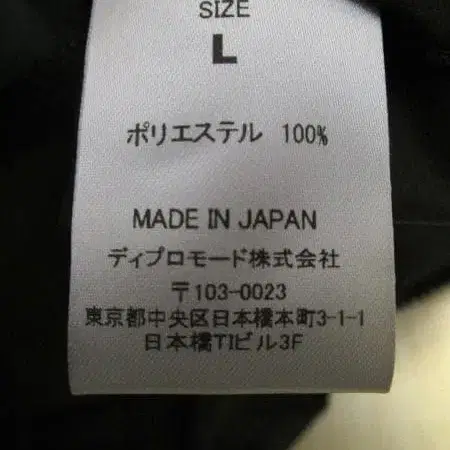 SIZE
L
ポリエステル 100%
MADE IN JAPAN
ディプロモード株式会社
〒103-0023
東京都中央区日本橋本町3-1-1
日本橋TIビル3F